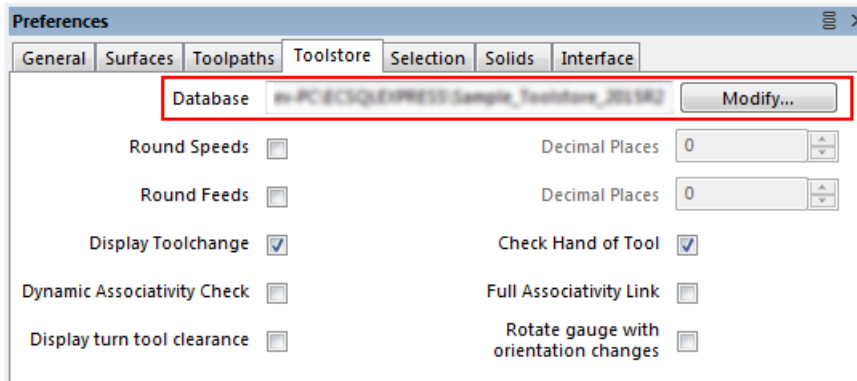 Preferences
General Surfaces Toolpaths Toolstore Selection Solids Interface
Database Modify...
Round Speeds Decimal Places 0
Round Feeds Decimal Places 0
Display Toolchange Check Hand of Tool
Dynamic Associativity Check Full Associativity Link
Display turn tool clearance Rotate gauge with
orientation changes